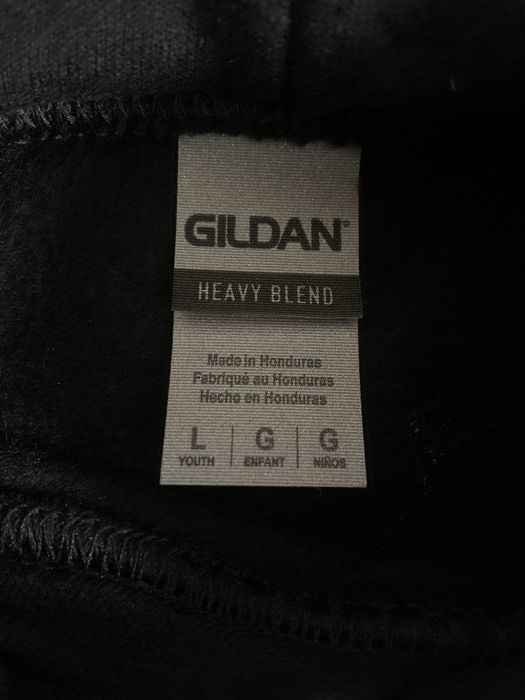 GILDAN
HEAVY BLEND
Made in Honduras
Fabriqué au Honduras
Hecho en Honduras
L | G | G
YOUTH | ENFANT | NIÑOS